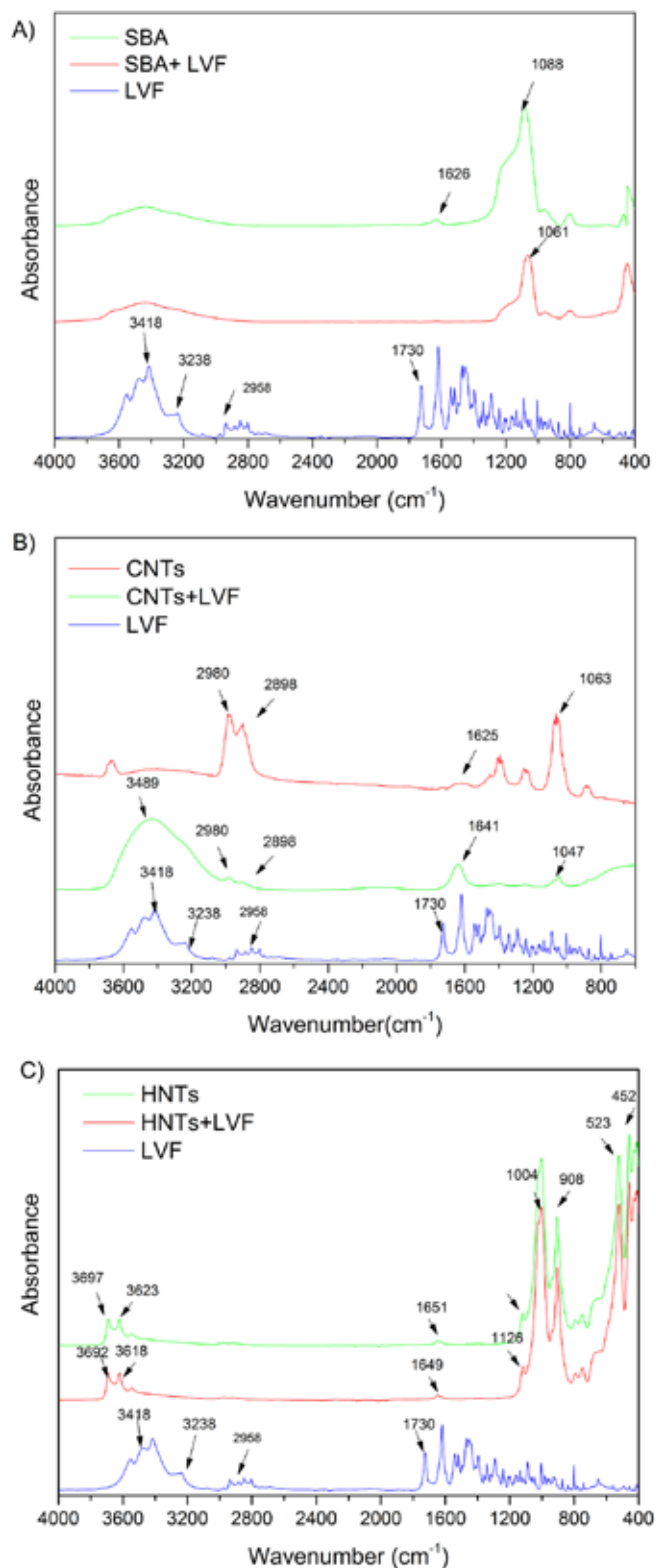 A)
SBA
SBA+ LVF
LVF
1088
1626
1061
3418
3238
2958
1730
Absorbance
4000 3600 3200 2800 2400 2000 1600 1200 800 400
Wavenumber (cm⁻¹)
B)
CNTs
CNTs+LVF
LVF
2980
2898
1063
1625
3489
2980
2898
1641
1047
3418
3238
2958
1730
Absorbance
4000 3600 3200 2800 2400 2000 1600 1200 800 600
Wavenumber(cm⁻¹)
C)
HNTs
HNTs+LVF
LVF
452
523
1004
908
3697
3623
1651
1126
3692
3618
1649
3418
3238
2958
1730
Absorbance
4000 3600 3200 2800 2400 2000 1600 1200 800 400
Wavenumber (cm⁻¹)